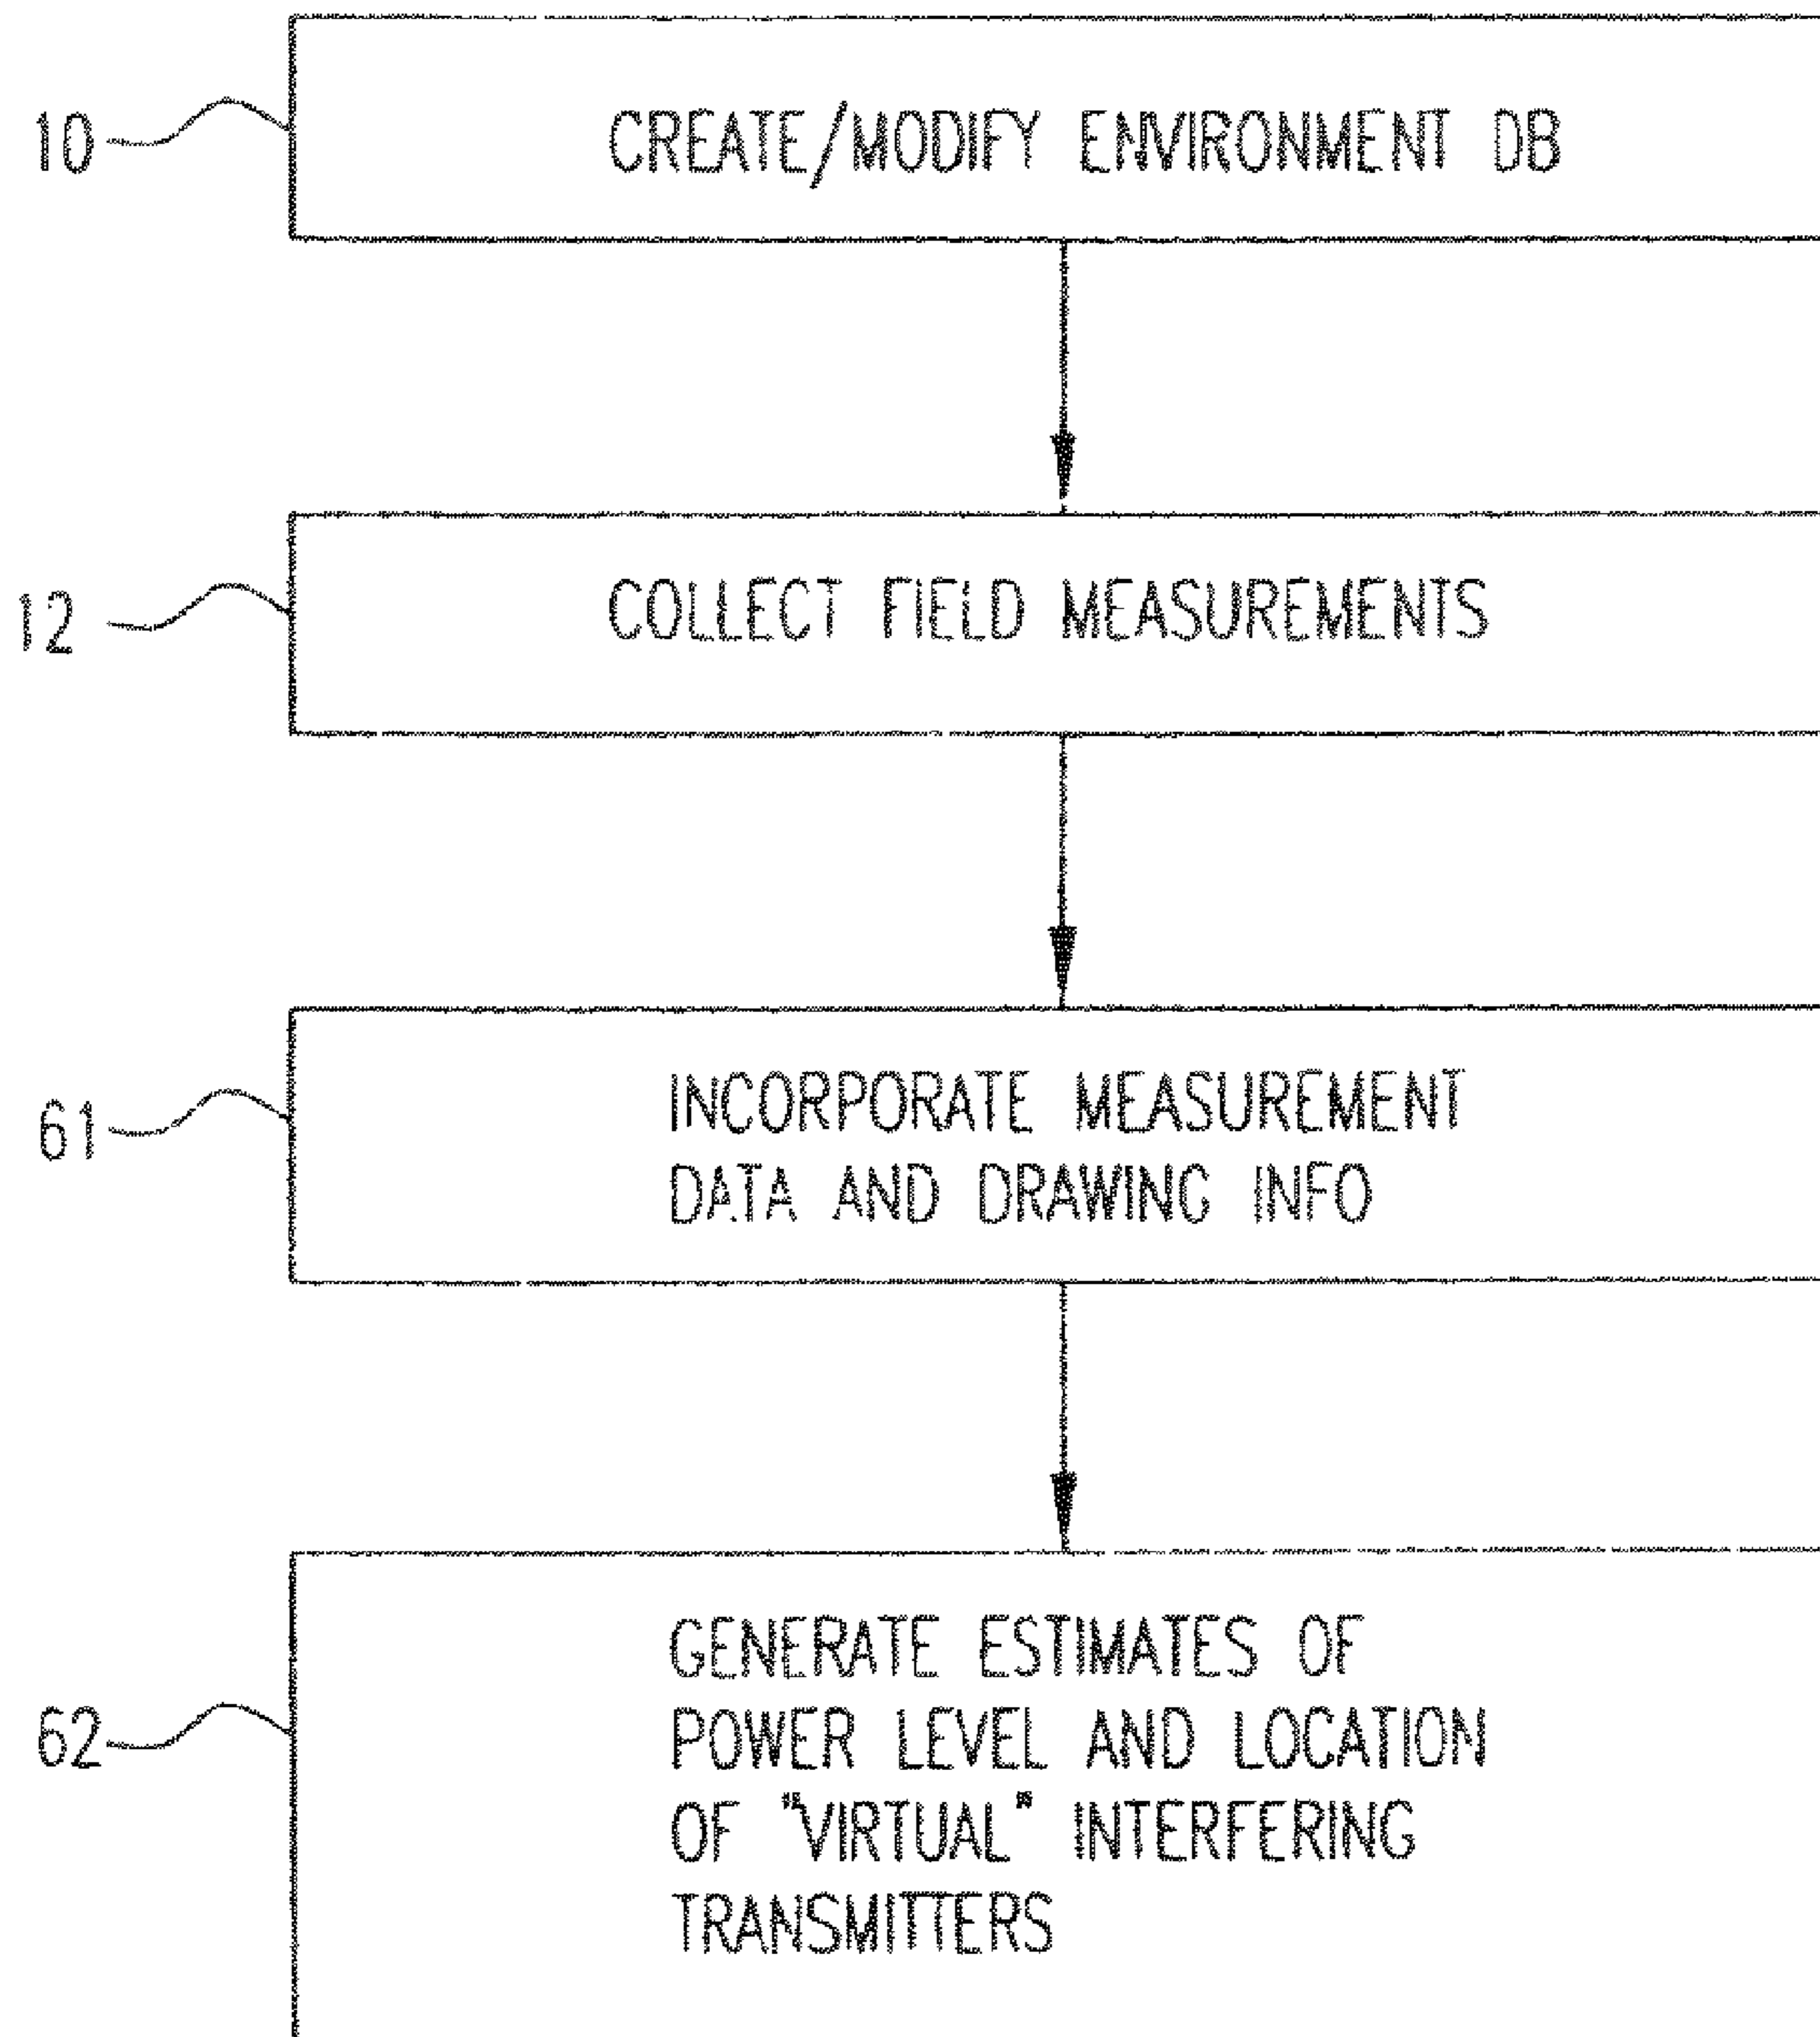 10
CREATE/MODIFY ENVIRONMENT DB
12
COLLECT FIELD MEASUREMENTS
61
INCORPORATE MEASUREMENT
DATA AND DRAWING INFO
62
GENERATE ESTIMATES OF
POWER LEVEL AND LOCATION
OF "VIRTUAL" INTERFERING
TRANSMITTERS